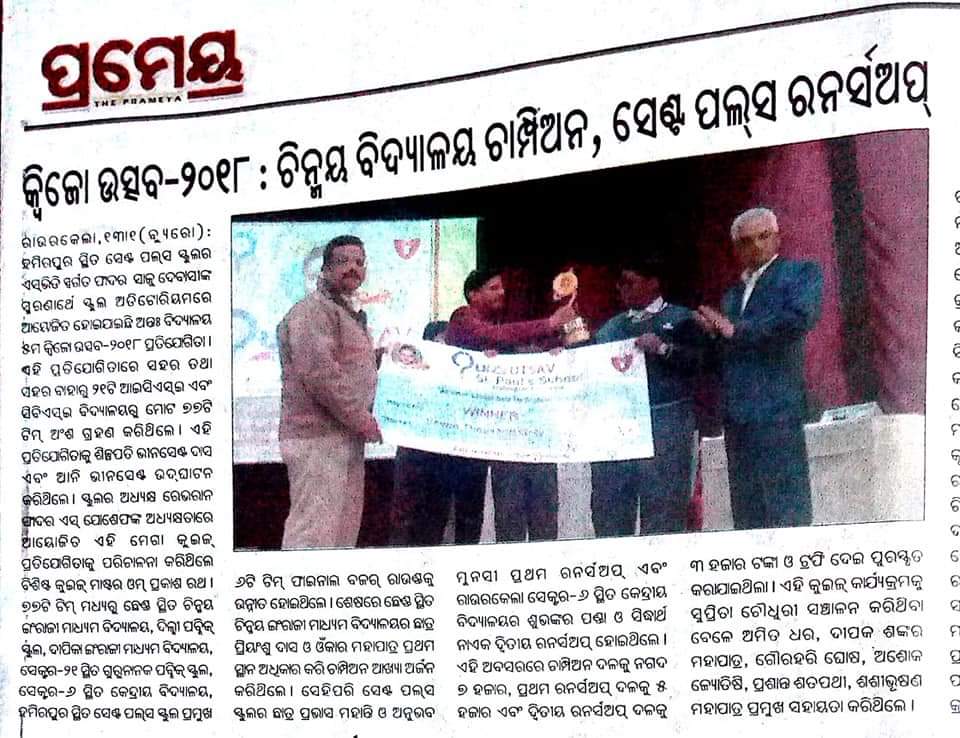 ପ୍ରମେୟ
THE PRAMEYA
କ୍ୱିଜୋ ଉତ୍ସବ-୨୦୧୮ : ଚିନ୍ମୟ ବିଦ୍ୟାଳୟ ଚାମ୍ପିଅନ, ସେଣ୍ଟ ପଲ୍‌ସ ରନର୍ସଅପ୍
ରାଉରକେଲା,୧୩।୧(ବ୍ୟୁରୋ):
ହମିରପୁର ସ୍ଥିତ ସେଣ୍ଟ ପଲ୍‌ସ ସ୍କୁଲର
ଏସ୍‌ଭିଡି ସ୍ୱର୍ଗତ ଫାଦର ସାଜୁ ଦେବାସୀଙ୍କ
ସ୍ମରଣାର୍ଥେ ସ୍କୁଲ ଅଡିଟୋରିୟମରେ
ଆୟୋଜିତ ହୋଇଯାଇଛି ଅନ୍ତଃ ବିଦ୍ୟାଳୟ
୫ମ କ୍ୱିଜୋ ଉତ୍ସବ-୨୦୧୮ ପ୍ରତିଯୋଗିତା।
ଏହି ପ୍ରତିଯୋଗିତାରେ ସହର ତଥା
ସହର ବାହାରୁ ୨୧ଟି ଆଇସିଏସ୍‌ଇ ଏବଂ
ସିବିଏସ୍‌ଇ ବିଦ୍ୟାଳୟରୁ ମୋଟ ୭୭ଟି
ଟିମ୍ ଅଂଶ ଗ୍ରହଣ କରିଥିଲେ। ଏହି
ପ୍ରତିଯୋଗିତାକୁ ଶିଳ୍ପପତି ଭୀନସେଣ୍ଟ ଦାସ
ଏବଂ ଆନି ଭୀନସେଣ୍ଟ ଉଦ୍‌ଘାଟନ
କରିଥିଲେ। ସ୍କୁଲର ଅଧ୍ୟକ୍ଷ ରେଭରାନ
ଫାଦର ଏସ୍ ଯୋଶେଫଙ୍କ ଅଧ୍ୟକ୍ଷତାରେ
ଆୟୋଜିତ ଏହି ମେଗା କୁଇଜ୍
ପ୍ରତିଯୋଗିତାକୁ ପରିଚାଳନା କରିଥିଲେ
ବିଶିଷ୍ଟ କୁଇଜ୍ ମାଷ୍ଟର ଓମ୍ ପ୍ରକାଶ ରଥ।
୭୭ଟି ଟିମ୍ ମଧ୍ୟରୁ ଛେଣ୍ଡ ସ୍ଥିତ ଚିନ୍ମୟ
ଇଂରାଜୀ ମାଧ୍ୟମ ବିଦ୍ୟାଳୟ, ଦିଲ୍ଲୀ ପବ୍ଲିକ୍
ସ୍କୁଲ, ଦୀପିକା ଇଂରାଜୀ ମାଧ୍ୟମ ବିଦ୍ୟାଳୟ,
ସେକ୍ଟର-୨୧ ସ୍ଥିତ ଗୁରୁନାନକ ପବ୍ଲିକ୍ ସ୍କୁଲ,
ସେକ୍ଟର-୬ ସ୍ଥିତ କେନ୍ଦ୍ରୀୟ ବିଦ୍ୟାଳୟ,
ହମିରପୁର ସ୍ଥିତ ସେଣ୍ଟ ପଲ୍‌ସ ସ୍କୁଲ ପ୍ରମୁଖ
QUIZ UTSAV
St. Paul's School
WINNER
୬ଟି ଟିମ୍ ଫାଇନାଲ ବଜର୍ ରାଉଣ୍ଡକୁ
ଉନ୍ନୀତ ହୋଇଥିଲେ। ଶେଷରେ ଛେଣ୍ଡ ସ୍ଥିତ
ଚିନ୍ମୟ ଇଂରାଜୀ ମାଧ୍ୟମ ବିଦ୍ୟାଳୟର ଛାତ୍ର
ପ୍ରିୟଂଶୁ ଦାସ ଓ ଓଁକାର ମହାପାତ୍ର ପ୍ରଥମ
ସ୍ଥାନ ଅଧିକାର କରି ଚାମ୍ପିଅନ ଆଖ୍ୟା ଅର୍ଜନ
କରିଥିଲେ। ସେହିପରି ସେଣ୍ଟ ପଲ୍‌ସ
ସ୍କୁଲର ଛାତ୍ର ପ୍ରଭାସ ମହାନ୍ତି ଓ ଅନୁଭବ
ମୁନସୀ ପ୍ରଥମ ରନର୍ସଅପ୍ ଏବଂ
ରାଉରକେଲା ସେକ୍ଟର-୬ ସ୍ଥିତ କେନ୍ଦ୍ରୀୟ
ବିଦ୍ୟାଳୟର ଶୁଭଙ୍କର ପଣ୍ଡା ଓ ସିଦ୍ଧାର୍ଥ
ନାଏକ ଦ୍ୱିତୀୟ ରନର୍ସଅପ୍ ହୋଇଥିଲେ।
ଏହି ଅବସରରେ ଚାମ୍ପିଅନ ଦଳକୁ ନଗଦ
୭ ହଜାର, ପ୍ରଥମ ରନର୍ସଅପ୍ ଦଳକୁ ୫
ହଜାର ଏବଂ ଦ୍ୱିତୀୟ ରନର୍ସଅପ୍ ଦଳକୁ
୩ ହଜାର ଟଙ୍କା ଓ ଟ୍ରଫି ଦେଇ ପୁରସ୍କୃତ
କରାଯାଇଥିଲା। ଏହି କୁଇଜ୍ କାର୍ଯ୍ୟକ୍ରମକୁ
ସୁପ୍ରିତା ଚୌଧୁରୀ ସଞ୍ଚାଳନ କରିଥିବା
ବେଳେ ଅମିତ ଧର, ଦୀପକ ଶଙ୍କର
ମହାପାତ୍ର, ଗୌରହରି ଘୋଷ, ଅଶୋକ
ଜ୍ୟୋତିଷି, ପ୍ରଶାନ୍ତ ଶତପଥୀ, ଶଶୀଭୂଷଣ
ମହାପାତ୍ର ପ୍ରମୁଖ ସହାୟତା କରିଥିଲେ।